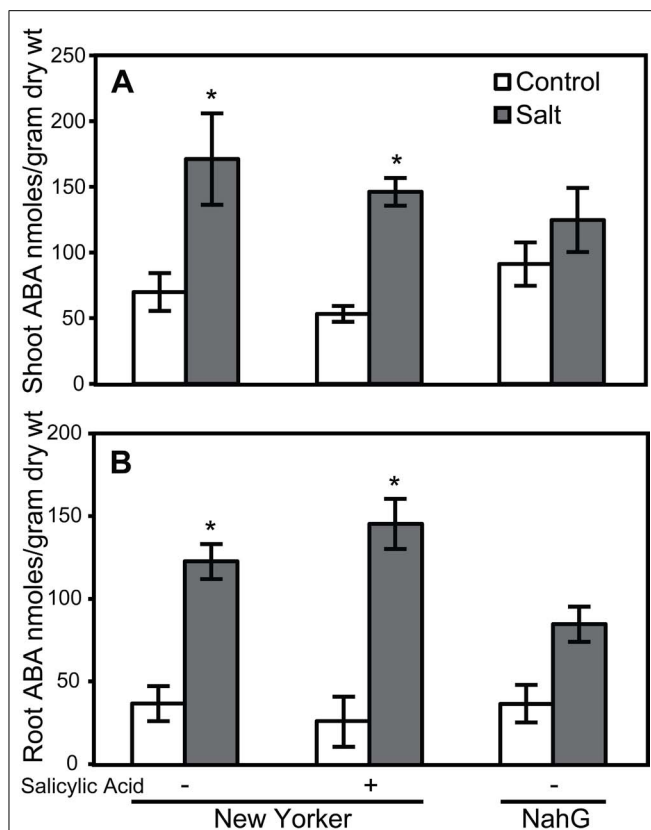 Shoot ABA nmoles/gram dry wt
250
200
150
100
50
0
A
Control
Salt
*
*
Root ABA nmoles/gram dry wt
200
150
100
50
0
B
*
*
Salicylic Acid - + -
New Yorker NahG